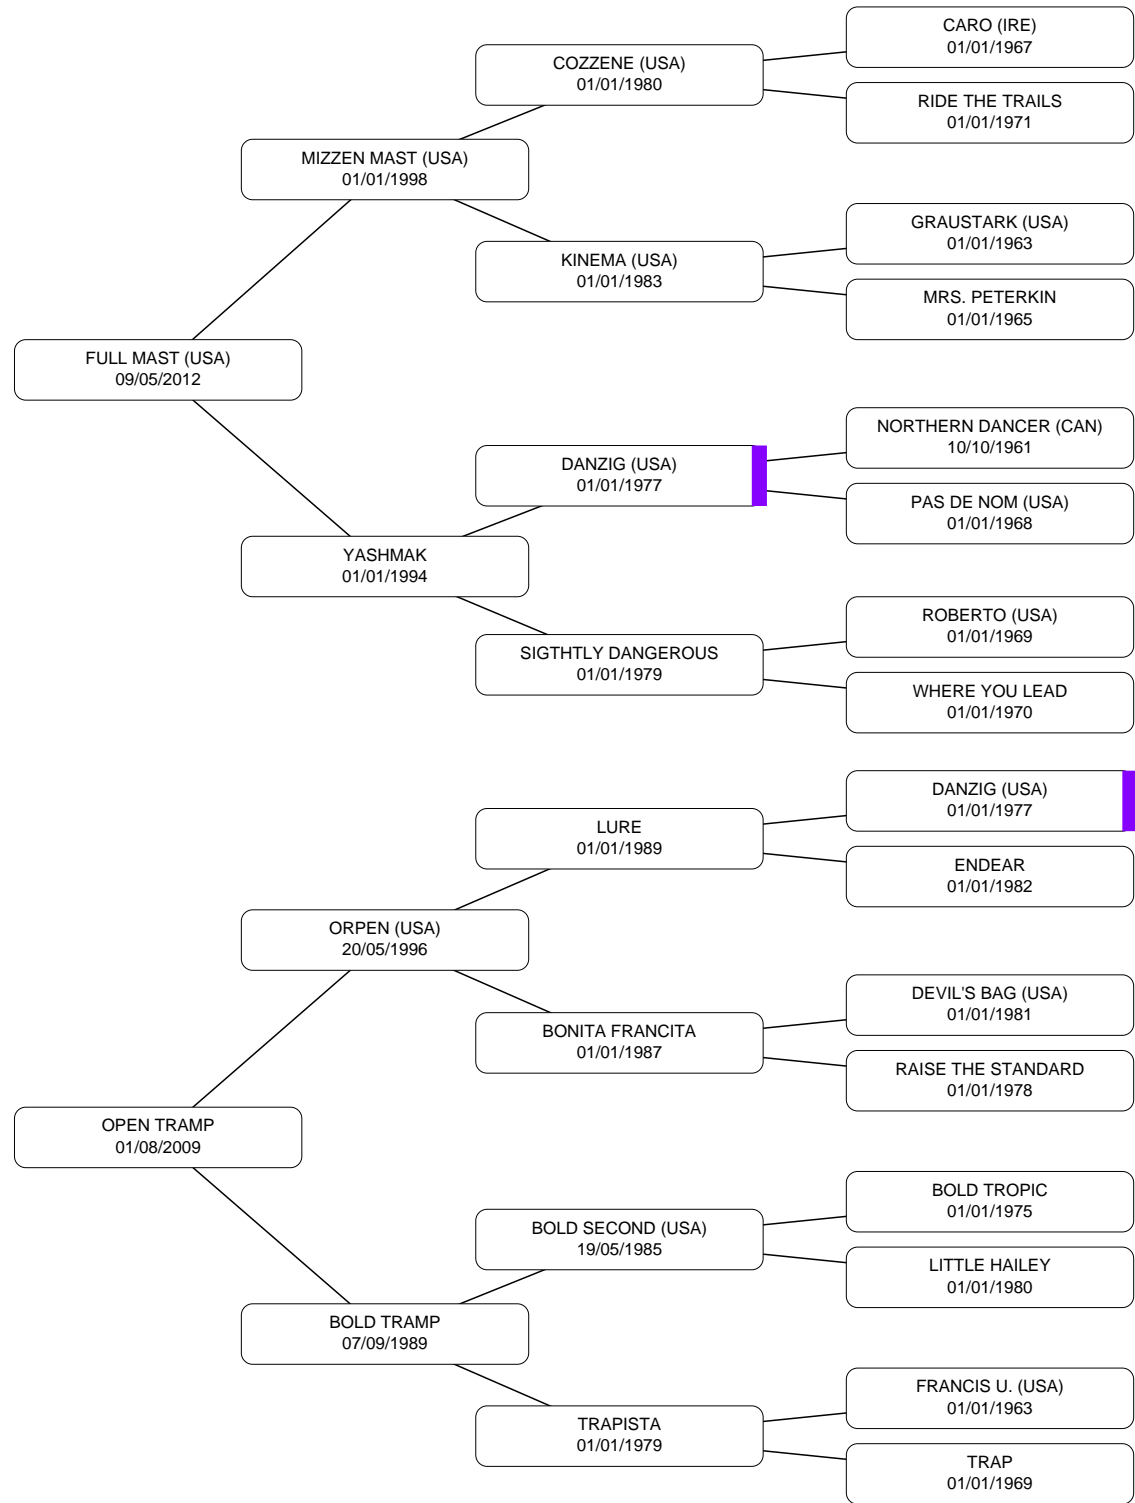 CARO (IRE)
01/01/1967
COZZENE (USA)
01/01/1980
RIDE THE TRAILS
01/01/1971
MIZZEN MAST (USA)
01/01/1998
GRAUSTARK (USA)
01/01/1963
KINEMA (USA)
01/01/1983
MRS. PETERKIN
01/01/1965
FULL MAST (USA)
09/05/2012
NORTHERN DANCER (CAN)
10/10/1961
DANZIG (USA)
01/01/1977
PAS DE NOM (USA)
01/01/1968
YASHMAK
01/01/1994
ROBERTO (USA)
01/01/1969
SIGTHTLY DANGEROUS
01/01/1979
WHERE YOU LEAD
01/01/1970
DANZIG (USA)
01/01/1977
LURE
01/01/1989
ENDEAR
01/01/1982
ORPEN (USA)
20/05/1996
DEVIL'S BAG (USA)
01/01/1981
BONITA FRANCITA
01/01/1987
RAISE THE STANDARD
01/01/1978
OPEN TRAMP
01/08/2009
BOLD TROPIC
01/01/1975
BOLD SECOND (USA)
19/05/1985
LITTLE HAILEY
01/01/1980
BOLD TRAMP
07/09/1989
FRANCIS U. (USA)
01/01/1963
TRAPISTA
01/01/1979
TRAP
01/01/1969